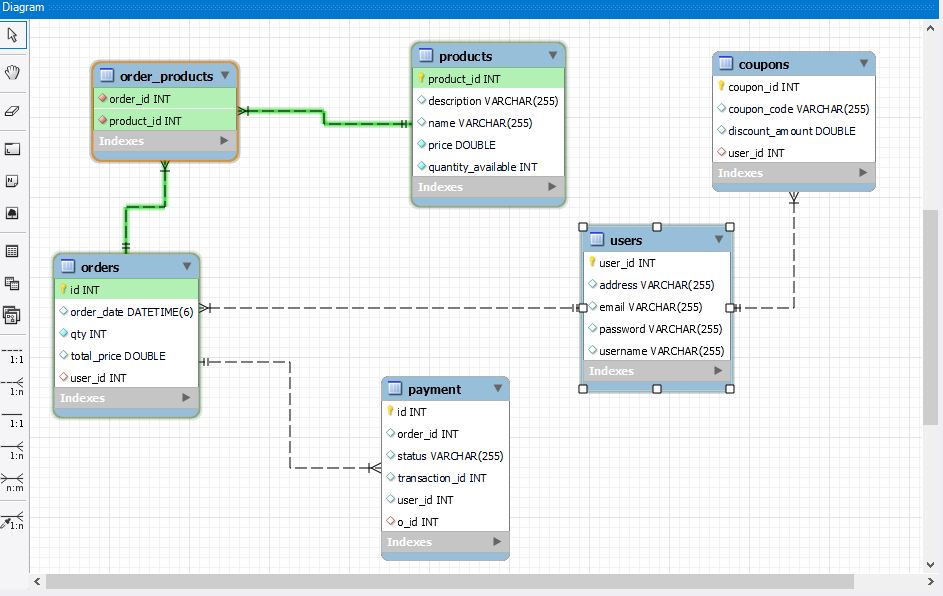 Diagram
order_products
order_id INT
product_id INT
Indexes
products
product_id INT
description VARCHAR(255)
name VARCHAR(255)
price DOUBLE
quantity_available INT
Indexes
coupons
coupon_id INT
coupon_code VARCHAR(255)
discount_amount DOUBLE
user_id INT
Indexes
users
user_id INT
address VARCHAR(255)
email VARCHAR(255)
password VARCHAR(255)
username VARCHAR(255)
Indexes
orders
id INT
order_date DATETIME(6)
qty INT
total_price DOUBLE
user_id INT
Indexes
payment
id INT
order_id INT
status VARCHAR(255)
transaction_id INT
user_id INT
o_id INT
Indexes
1:1
1:n
1:1
1:n
n:m
1:n